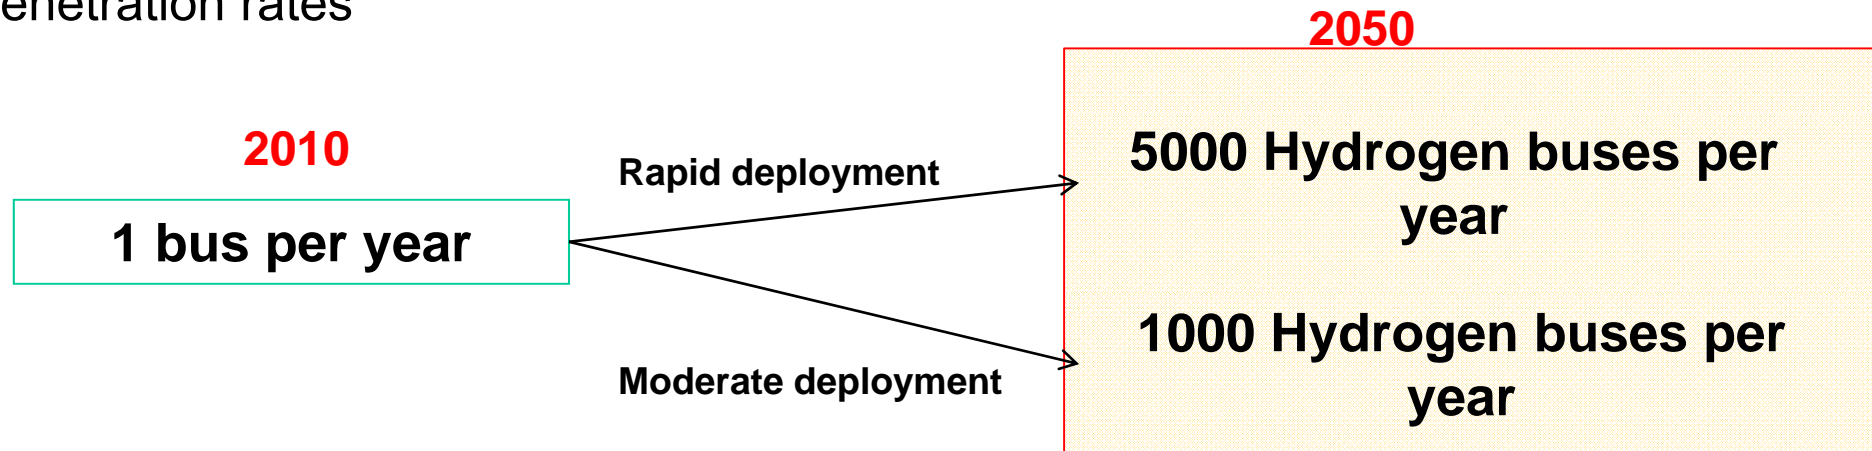 rates
2050
2010
Rapid deployment
5000 Hydrogen buses per
year
1 bus per year
1000 Hydrogen buses per
Moderate deployment
year